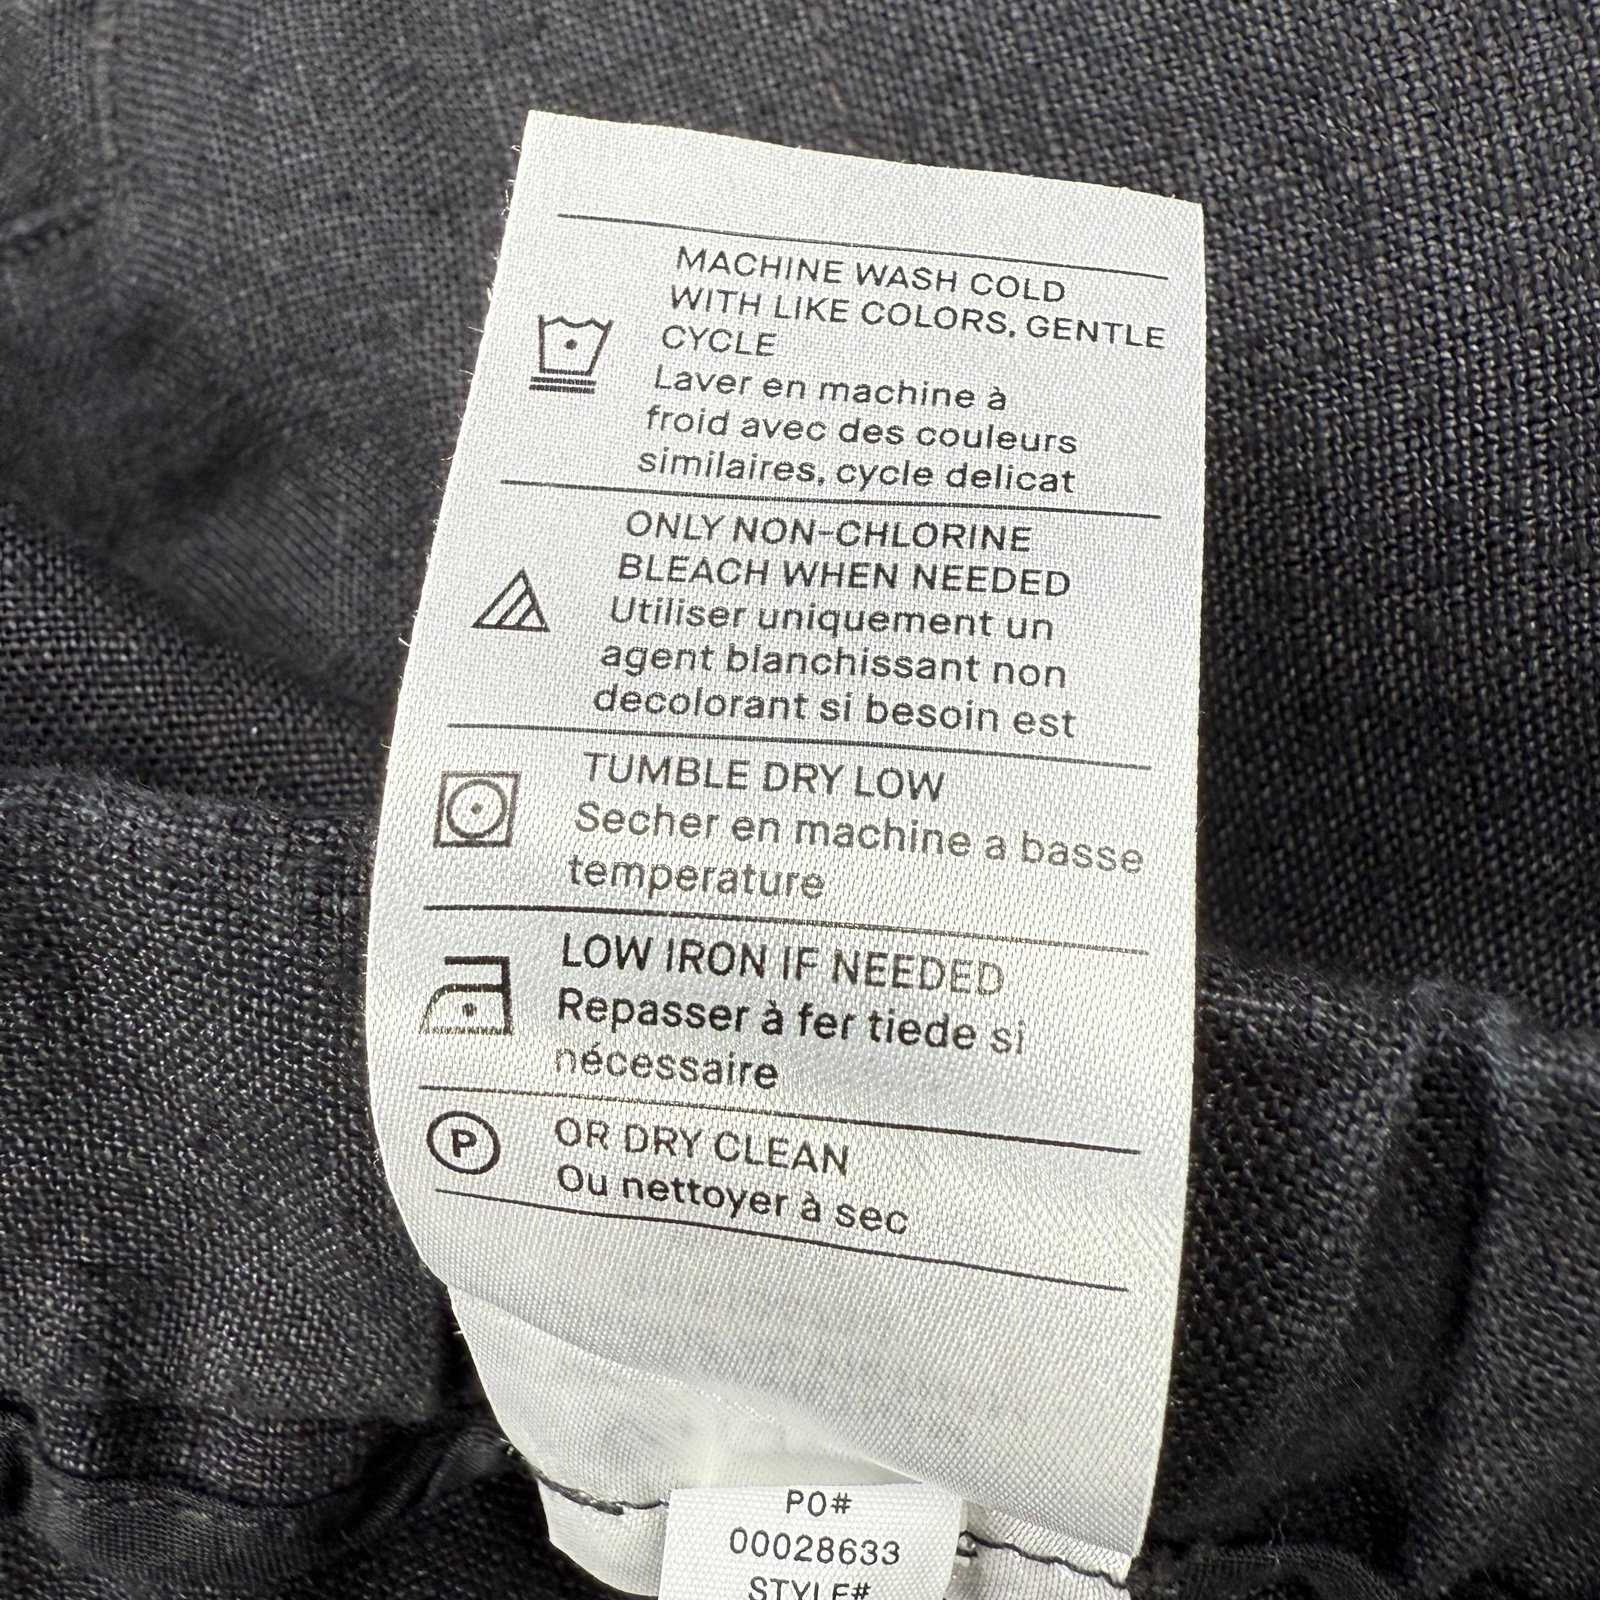 MACHINE WASH COLD
WITH LIKE COLORS, GENTLE
CYCLE
Laver en machine à
froid avec des couleurs
similaires, cycle delicat
ONLY NON-CHLORINE
BLEACH WHEN NEEDED
Utiliser uniquement un
agent blanchissant non
decolorant si besoin est
TUMBLE DRY LOW
Secher en machine a basse
temperature
LOW IRON IF NEEDED
Repasser à fer tiede si
nécessaire
P
OR DRY CLEAN
Ou nettoyer à sec
PO#
00028633
STYLE#